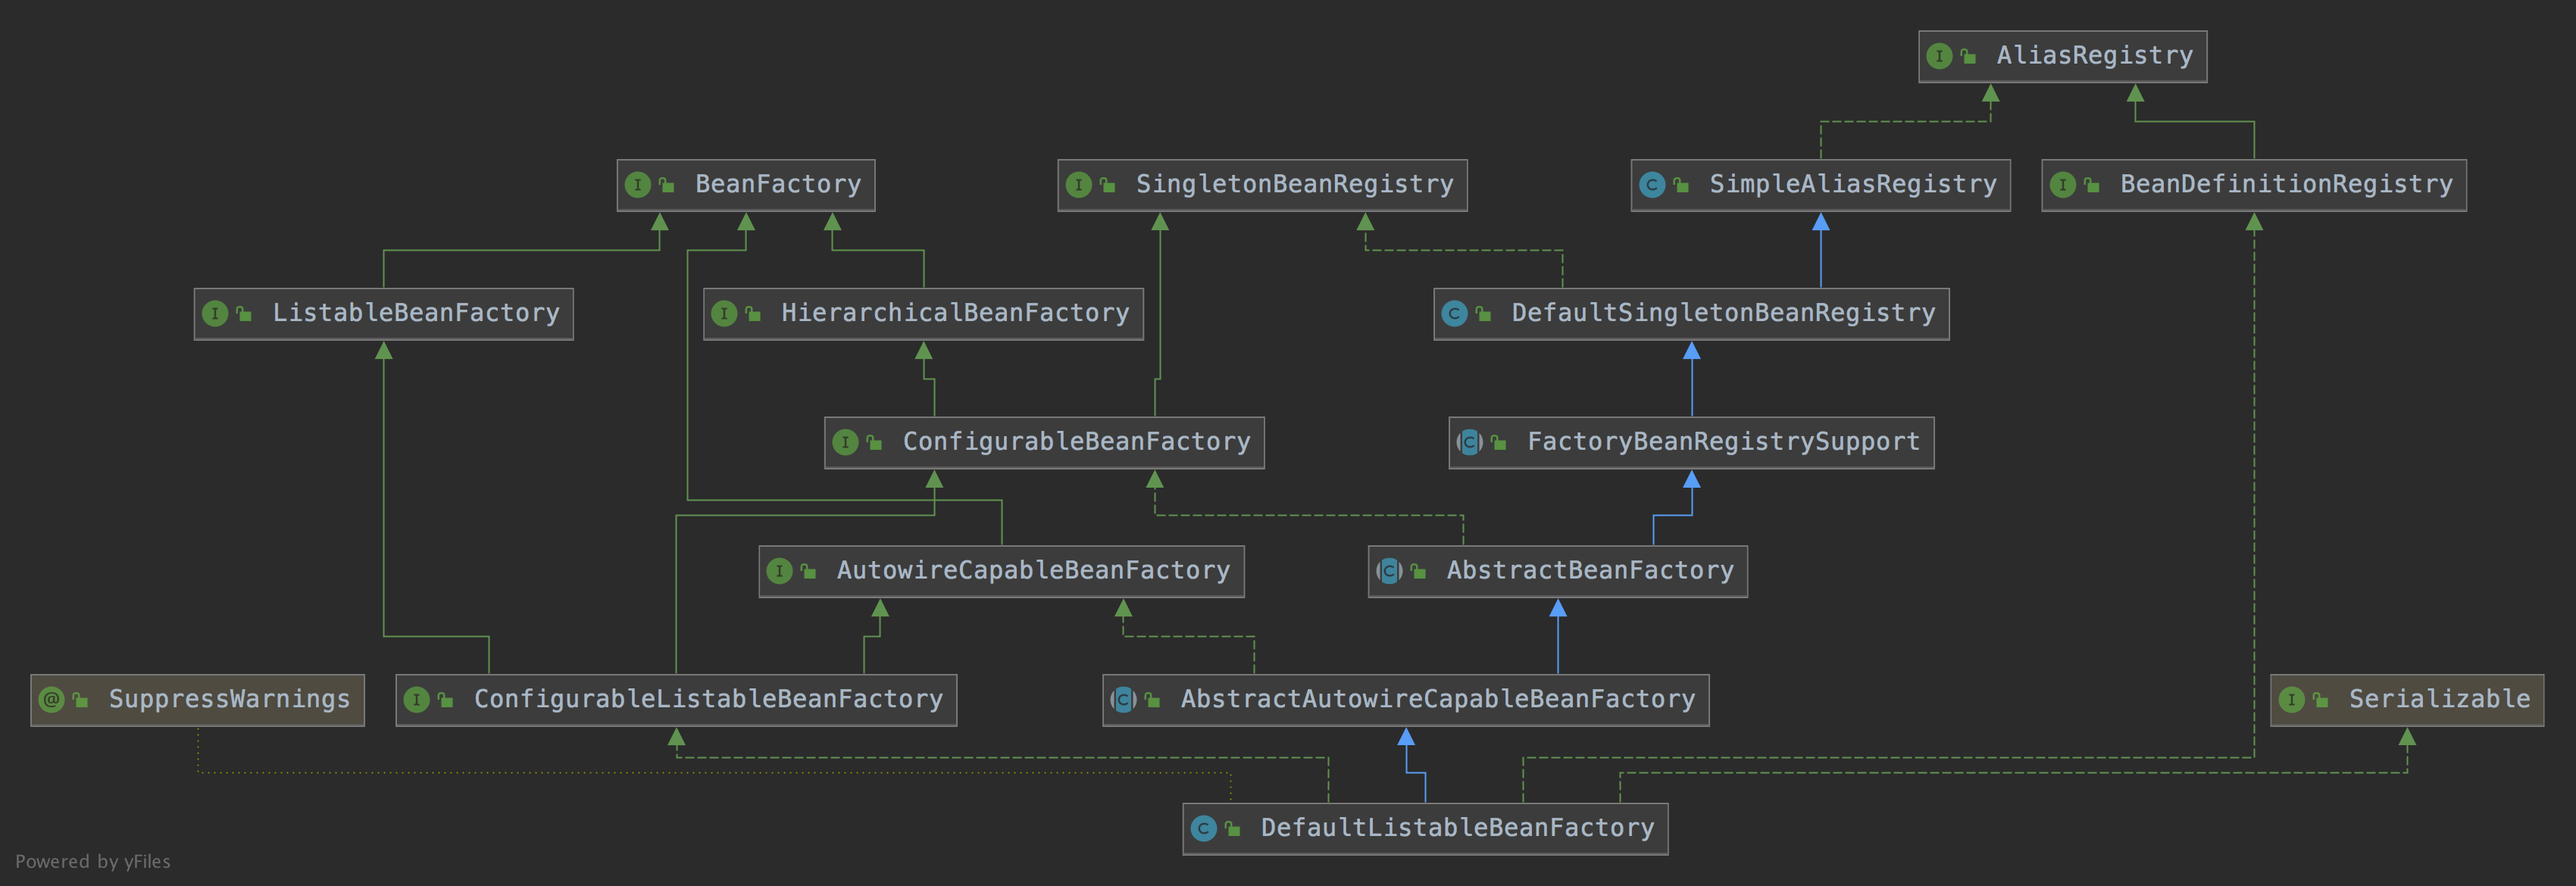 AliasRegistry
BeanFactory
SingletonBeanRegistry
SimpleAliasRegistry
BeanDefinitionRegistry
ListableBeanFactory
HierarchicalBeanFactory
DefaultSingletonBeanRegistry
ConfigurableBeanFactory
FactoryBeanRegistrySupport
AutowireCapableBeanFactory
AbstractBeanFactory
SuppressWarnings
ConfigurableListableBeanFactory
AbstractAutowireCapableBeanFactory
Serializable
DefaultListableBeanFactory
Powered by yFiles